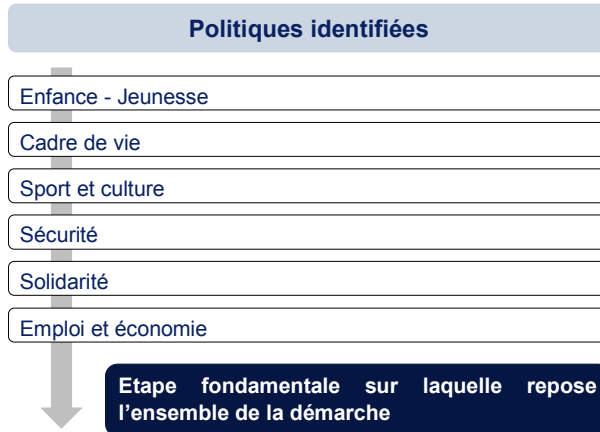 Politiques identifiées
Enfance - Jeunesse
Cadre de vie
Sport et culture
Sécurité
Solidarité
Emploi et économie
Etape fondamentale sur laquelle repose
l’ensemble de la démarche